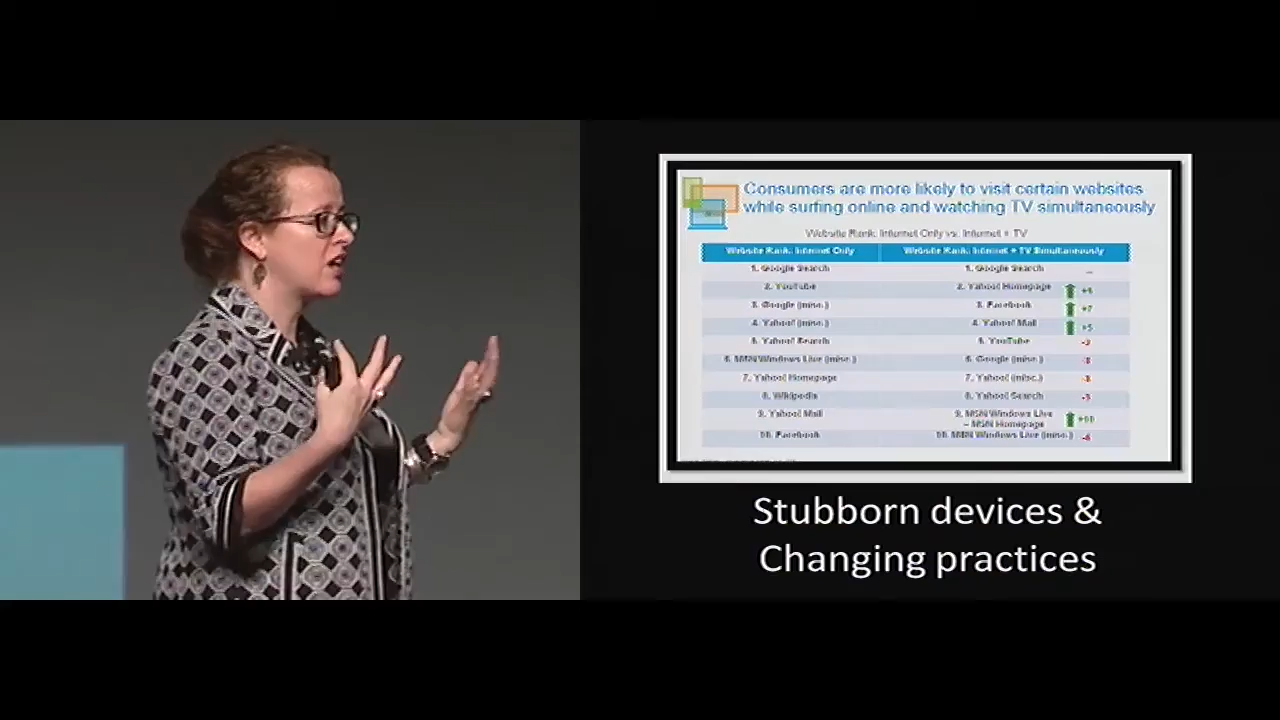 Consumers are more likely to visit certain websites
while surfing online and watching TV simultaneously
Website Rank: Internet Only vs. Internet + TV
Website Rank: Internet Only Website Rank: Internet + TV Simultaneously
1. Google Search 1. Google Search
2. YouTube 2. Yahoo! Homepage
3. Google (misc.) 3. Facebook +7
4. Yahoo! (misc.) 4. Yahoo! Mail +5
5. Yahoo! Search 5. YouTube
6. MSN Windows Live (misc.) 6. Google (misc.)
7. Yahoo! Homepage 7. Yahoo! (misc.)
8. Wikipedia 8. Yahoo! Search
9. Yahoo! Mail 9. MSN Windows Live
– MSN Homepage
10. Facebook 10. MSN Windows Live (misc.)
Stubborn devices &
Changing practices